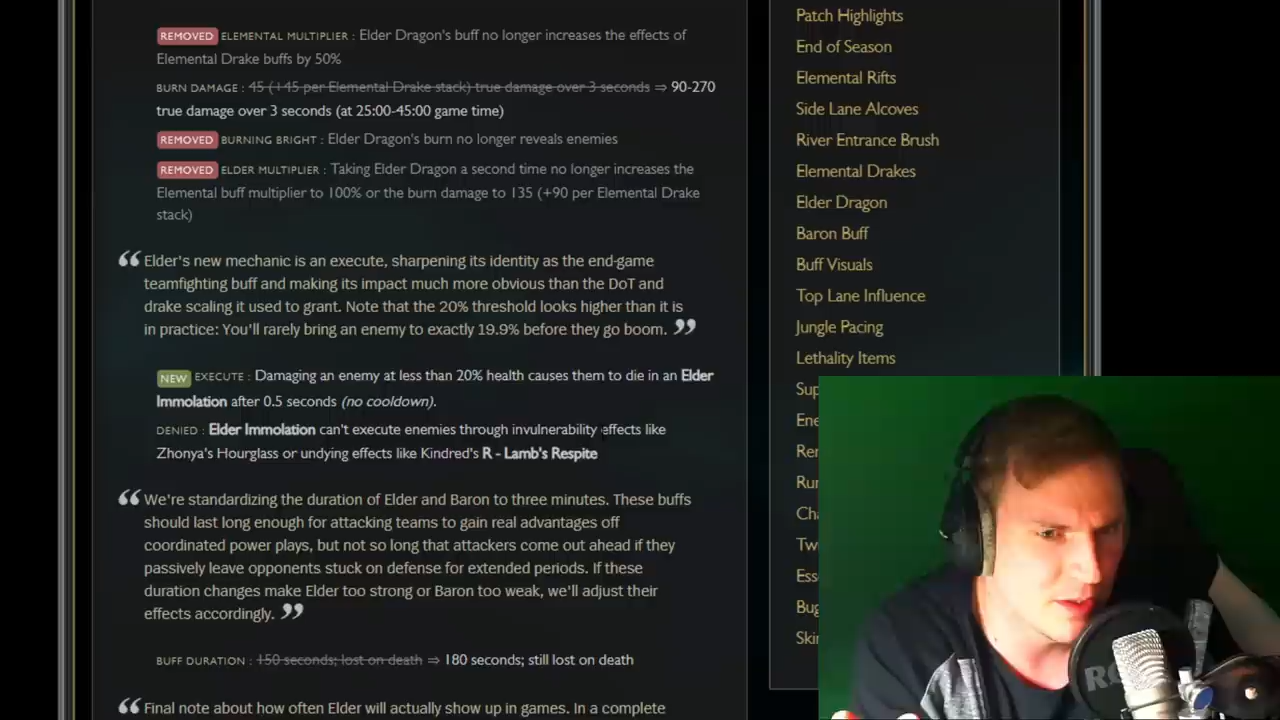 REMOVED ELEMENTAL MULTIPLIER : Elder Dragon's buff no longer increases the effects of
Elemental Drake buffs by 50%
BURN DAMAGE : 45 (+45 per Elemental Drake stack) true damage over 3 seconds ⇒ 90-270
true damage over 3 seconds (at 25:00-45:00 game time)
REMOVED BURNING BRIGHT : Elder Dragon's burn no longer reveals enemies
REMOVED ELDER MULTIPLIER : Taking Elder Dragon a second time no longer increases the
Elemental buff multiplier to 100% or the burn damage to 135 (+90 per Elemental Drake
stack)
“ Elder's new mechanic is an execute, sharpening its identity as the end-game
teamfighting buff and making its impact much more obvious than the DoT and
drake scaling it used to grant. Note that the 20% threshold looks higher than it is
in practice: You'll rarely bring an enemy to exactly 19.9% before they go boom. ”
NEW EXECUTE : Damaging an enemy at less than 20% health causes them to die in an Elder
Immolation after 0.5 seconds (no cooldown).
DENIED : Elder Immolation can't execute enemies through invulnerability effects like
Zhonya's Hourglass or undying effects like Kindred's R - Lamb's Respite
“ We're standardizing the duration of Elder and Baron to three minutes. These buffs
should last long enough for attacking teams to gain real advantages off
coordinated power plays, but not so long that attackers come out ahead if they
passively leave opponents stuck on defense for extended periods. If these
duration changes make Elder too strong or Baron too weak, we'll adjust their
effects accordingly. ”
BUFF DURATION : 150 seconds; lost on death ⇒ 180 seconds; still lost on death
“ Final note about how often Elder will actually show up in games. In a complete
Patch Highlights
End of Season
Elemental Rifts
Side Lane Alcoves
River Entrance Brush
Elemental Drakes
Elder Dragon
Baron Buff
Buff Visuals
Top Lane Influence
Jungle Pacing
Lethality Items
Sup
Ene
Rer
Run
Cha
Tw
Ess
Bug
Skin